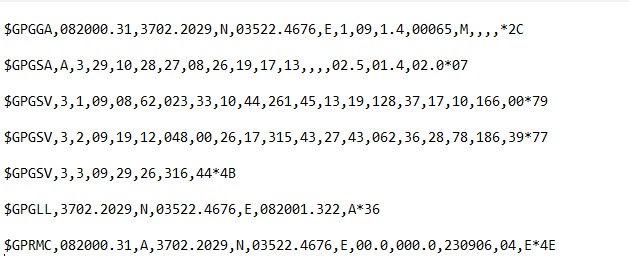 $GPGGA,082000.31,3702.2029,N,03522.4676,E,1,09,1.4,00065,M,,,,*2C
$GPGSA,A,3,29,10,28,27,08,26,19,17,13,,,,02.5,01.4,02.0*07
$GPGSV,3,1,09,08,62,023,33,10,44,261,45,13,19,128,37,17,10,166,00*79
$GPGSV,3,2,09,19,12,048,00,26,17,315,43,27,43,062,36,28,78,186,39*77
$GPGSV,3,3,09,29,26,316,44*4B
$GPGLL,3702.2029,N,03522.4676,E,082001.322,A*36
$GPRMC,082000.31,A,3702.2029,N,03522.4676,E,00.0,000.0,230906,04,E*4E